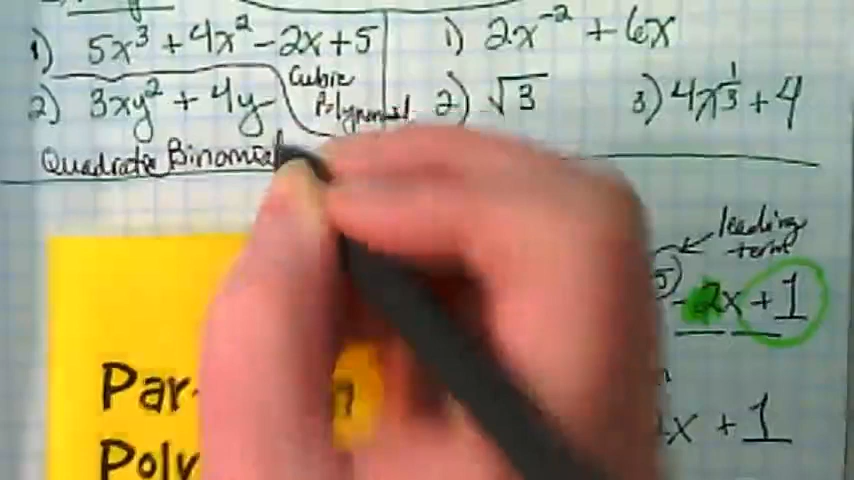 1) 5x³ + 4x² - 2x + 5
Cubic
Polynomial
2) 3xy² + 4y
Quadratic Binomial
1) 2x⁻² + 6x
2) √3
3) 4x^(1/3) + 4
leading
term
5) - 2x + 1
x + 1
Par
Poly